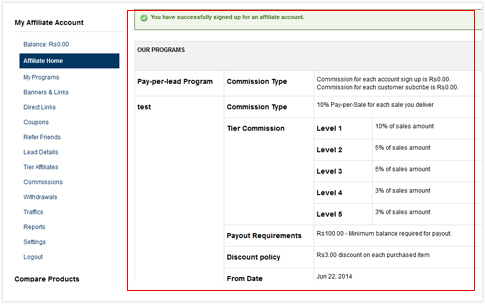 My Affiliate Account
Balance: Rs0.00
Affiliate Home
My Programs
Banners & Links
Direct Links
Coupons
Refer Friends
Lead Details
Tier Affiliates
Commissions
Withdrawals
Traffics
Reports
Settings
Logout
Compare Products
You have successfully signed up for an affiliate account.
OUR PROGRAMS
Pay-per-lead Program
Commission Type
Commission for each account sign up is Rs0.00.
Commission for each customer subcribe is Rs0.00.
test
Commission Type
10% Pay-per-Sale for each sale you deliver
Tier Commission
Level 1 10% of sales amount
Level 2 5% of sales amount
Level 3 5% of sales amount
Level 4 3% of sales amount
Level 5 3% of sales amount
Payout Requirements Rs100.00 - Minimum balance required for payout
Discount policy Rs3.00 discount on each purchased item
From Date Jun 22, 2014